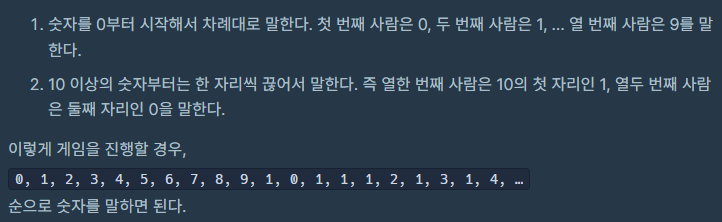 1. 숫자를 0부터 시작해서 차례대로 말한다. 첫 번째 사람은 0, 두 번째 사람은 1, … 열 번째 사람은 9를 말
한다.
2. 10 이상의 숫자부터는 한 자리씩 끊어서 말한다. 즉 열한 번째 사람은 10의 첫 자리인 1, 열두 번째 사람
은 둘째 자리인 0을 말한다.
이렇게 게임을 진행할 경우,
0, 1, 2, 3, 4, 5, 6, 7, 8, 9, 1, 0, 1, 1, 1, 2, 1, 3, 1, 4, …
순으로 숫자를 말하면 된다.